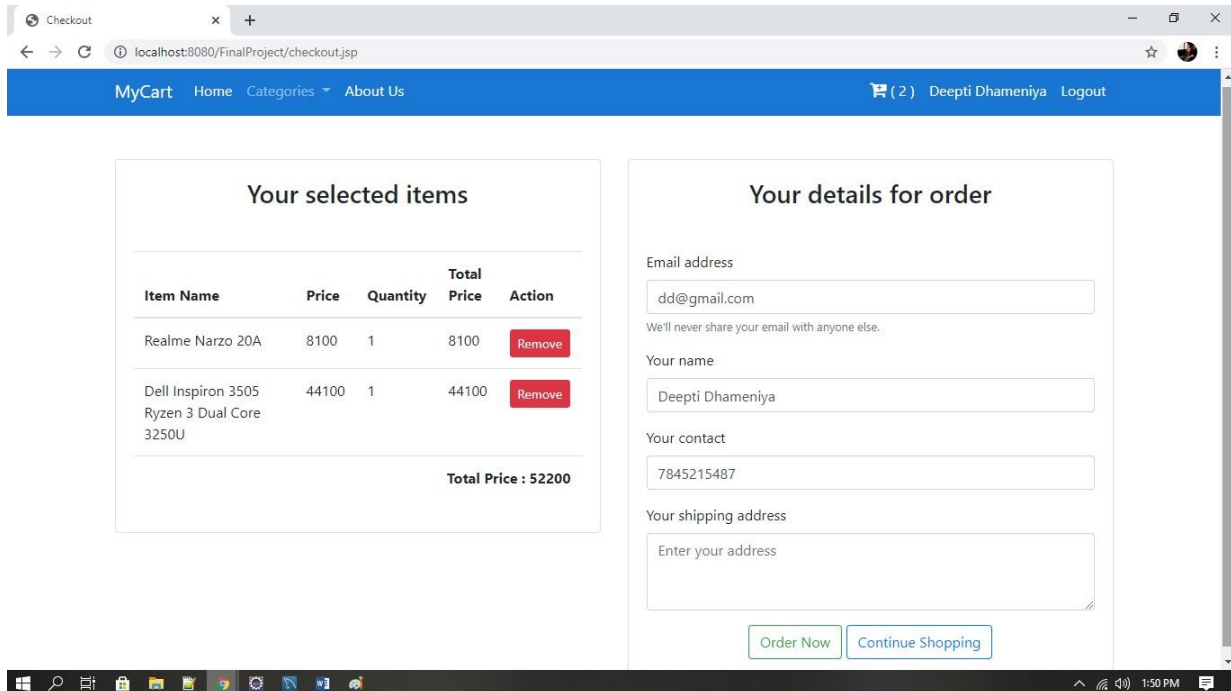 Checkout
localhost:8080/FinalProject/checkout.jsp
MyCart Home Categories About Us ( 2 ) Deepti Dhameniya Logout
Your selected items
Item Name Price Quantity Total Price Action
Realme Narzo 20A 8100 1 8100 Remove
Dell Inspiron 3505 44100 1 44100 Remove
Ryzen 3 Dual Core
3250U
Total Price : 52200
Your details for order
Email address
dd@gmail.com
We'll never share your email with anyone else.
Your name
Deepti Dhameniya
Your contact
7845215487
Your shipping address
Enter your address
Order Now Continue Shopping
1:50 PM